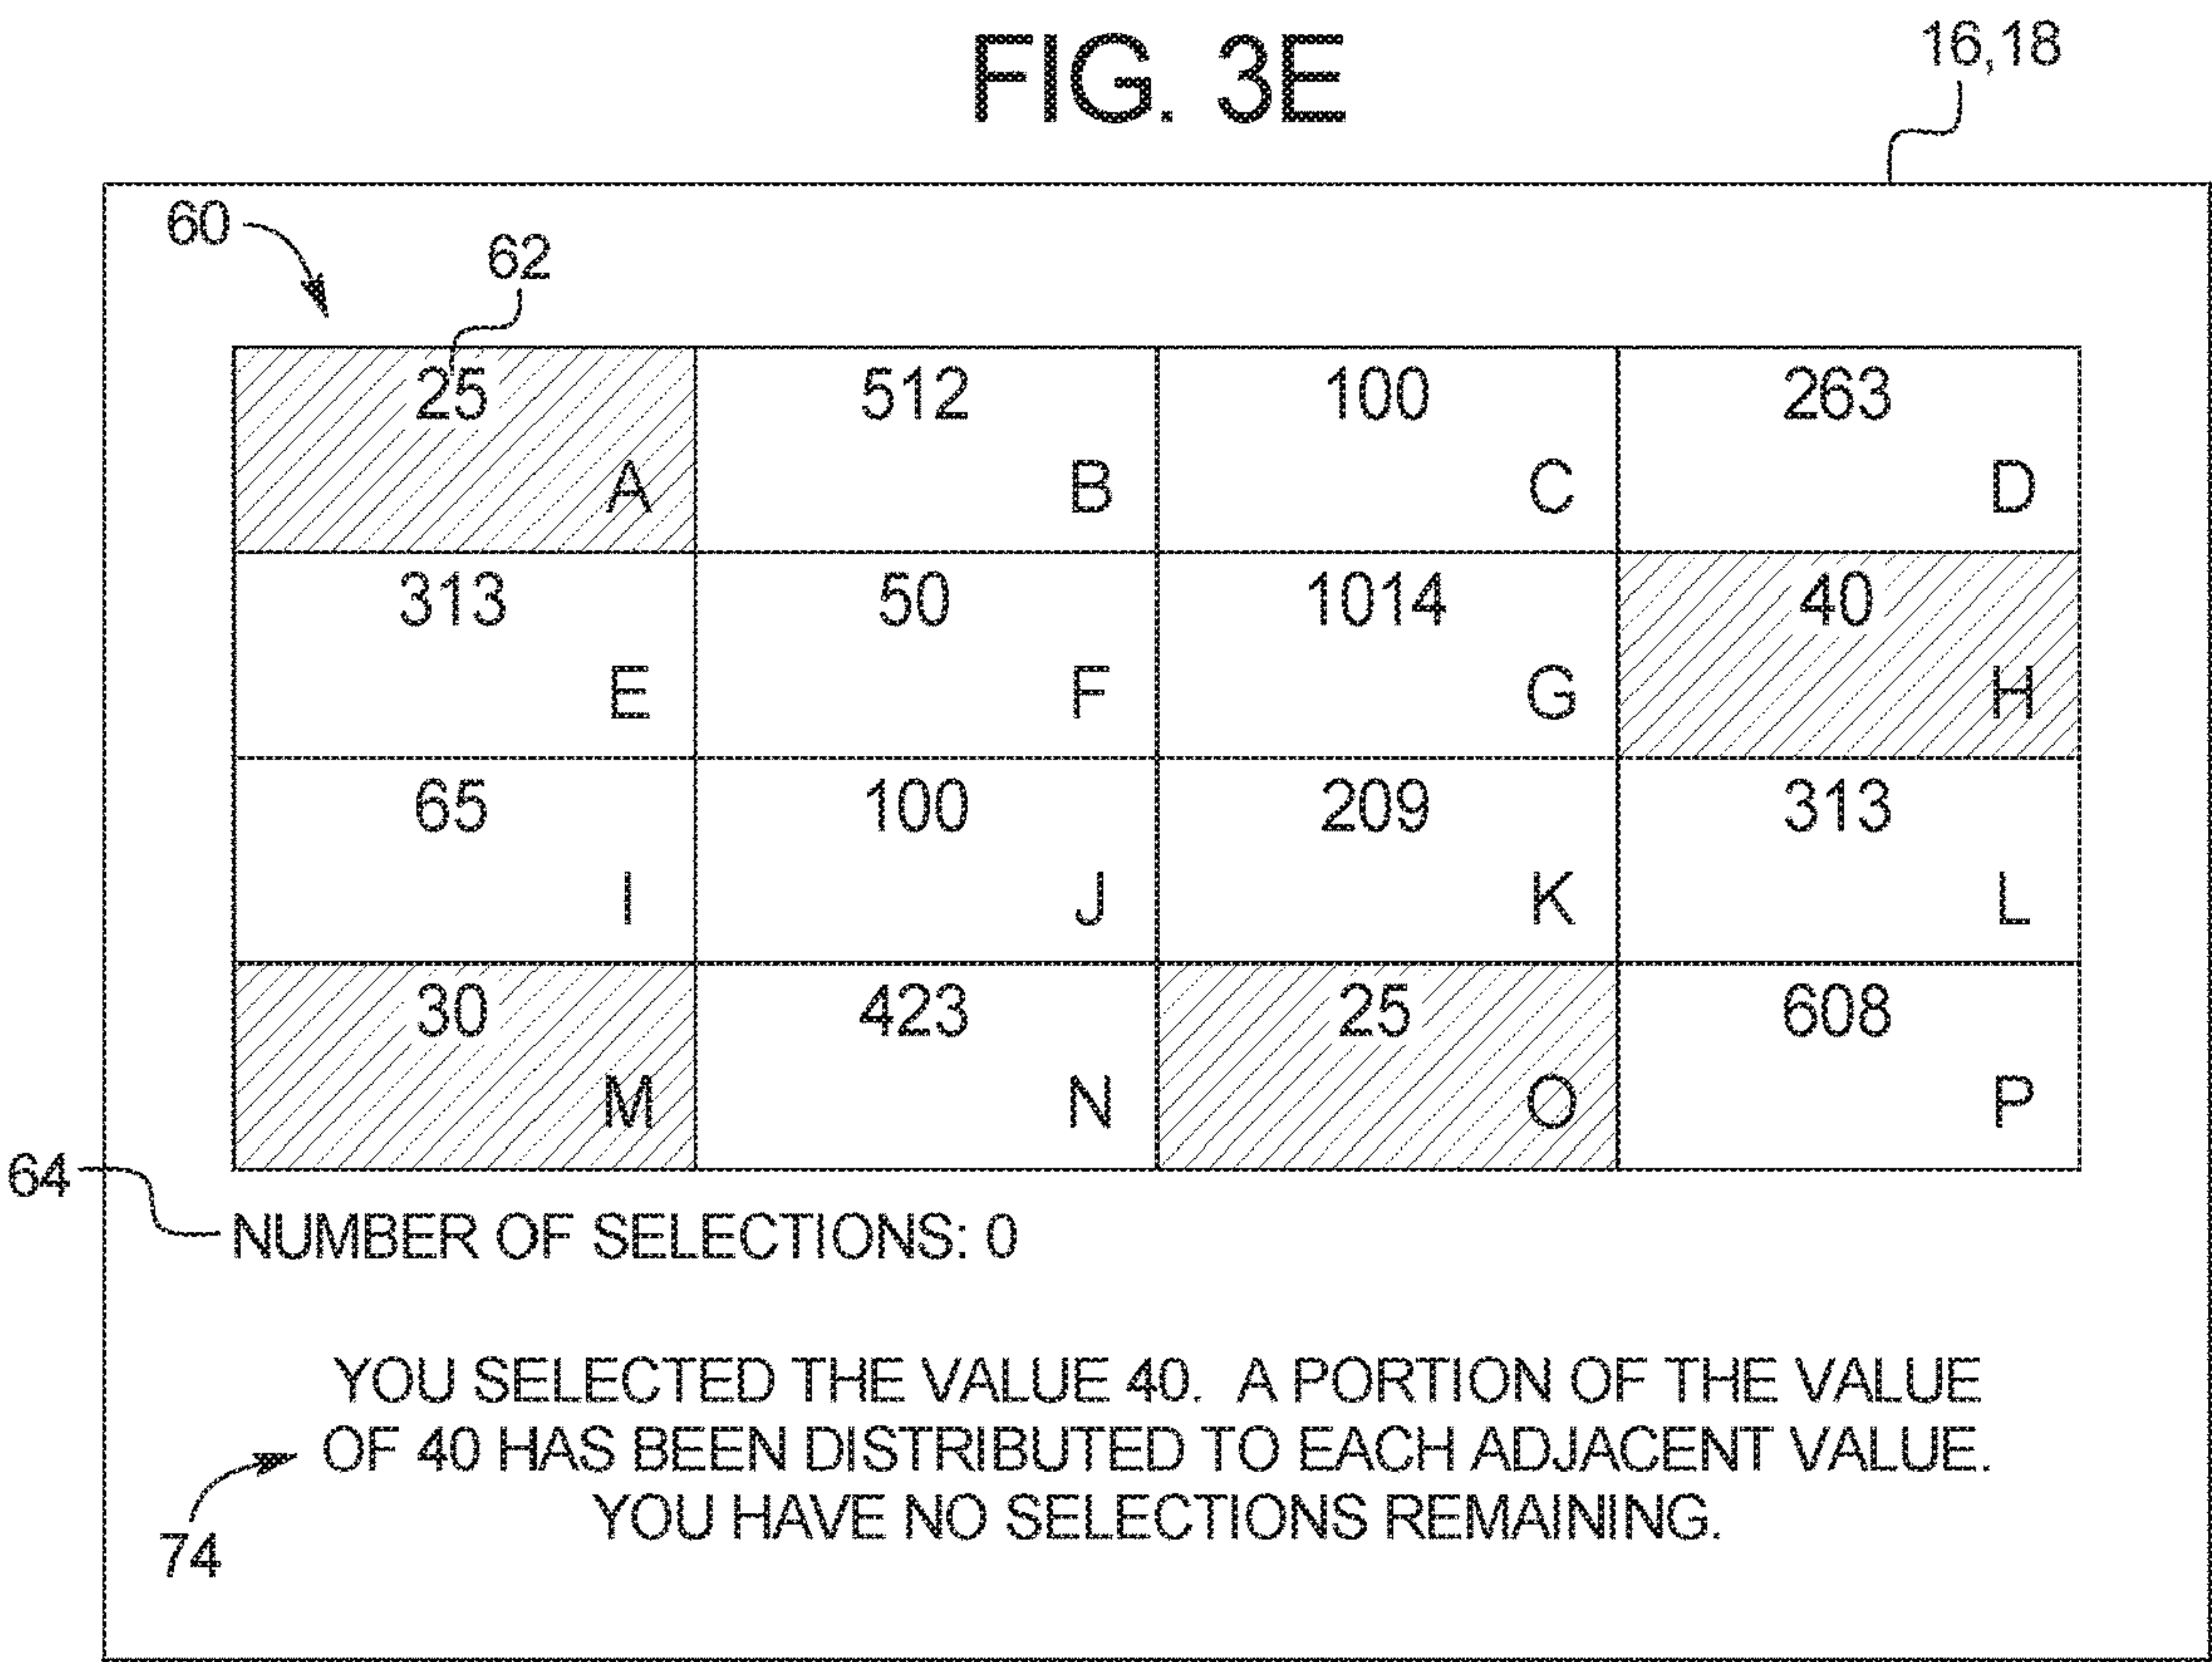 FIG. 3E
16,18
60
62
25 512 100 263
A B C D
313 50 1014 40
E F G H
65 100 209 313
I J K L
30 423 25 608
M N O P
64
NUMBER OF SELECTIONS: 0
YOU SELECTED THE VALUE 40. A PORTION OF THE VALUE
OF 40 HAS BEEN DISTRIBUTED TO EACH ADJACENT VALUE.
YOU HAVE NO SELECTIONS REMAINING.
74